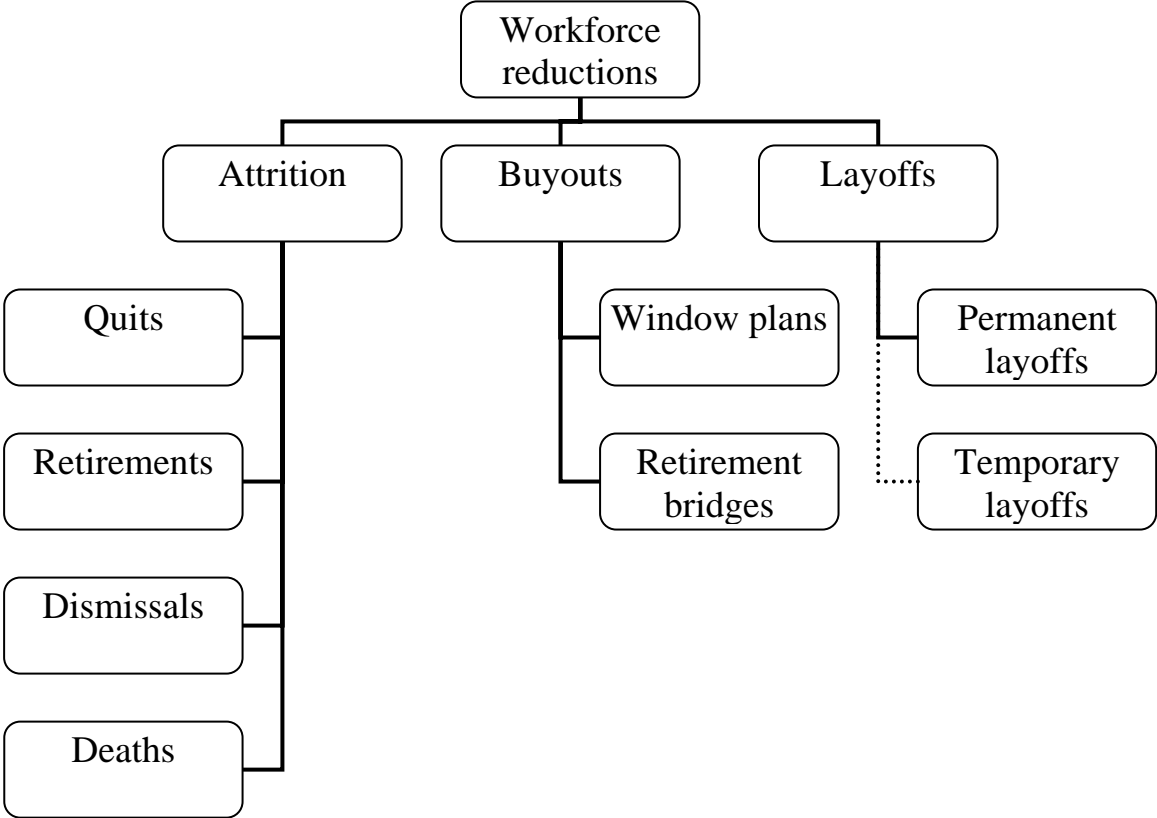 Workforce
reductions
Attrition
Buyouts
Layoffs
Quits
Window plans
Permanent
layoffs
Retirements
Retirement
bridges
Temporary
layoffs
Dismissals
Deaths